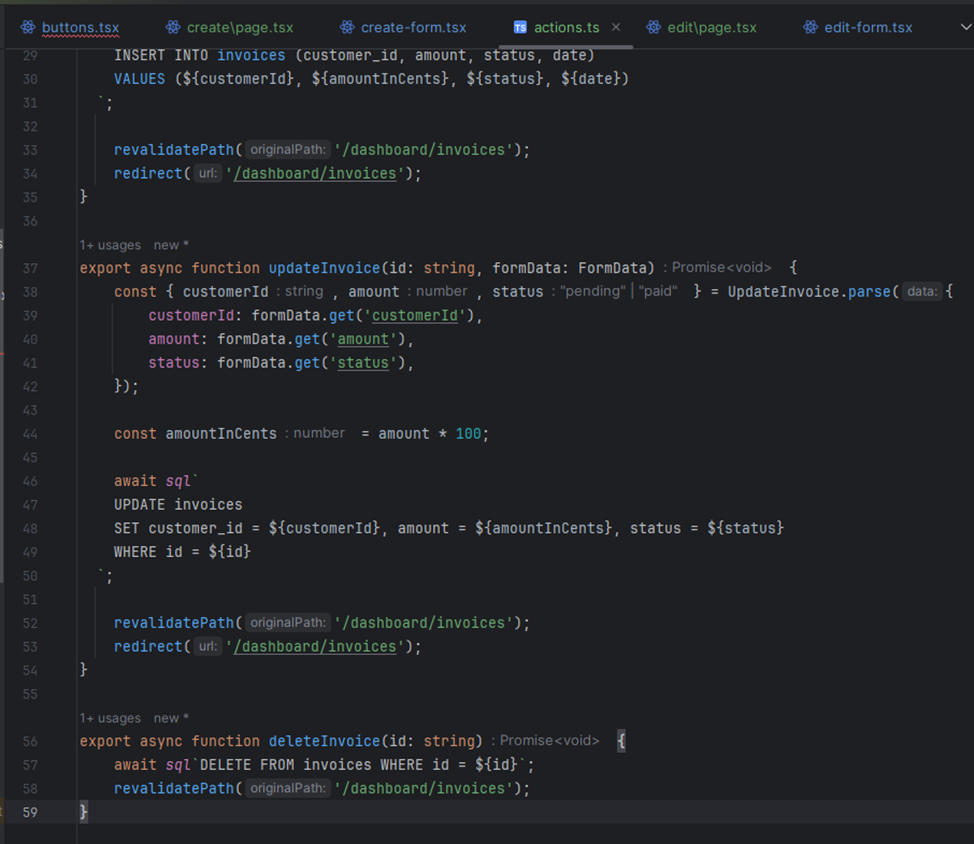 buttons.tsx create\page.tsx create-form.tsx TS actions.ts × edit\page.tsx edit-form.tsx
29 INSERT INTO invoices (customer_id, amount, status, date)
30 VALUES (${customerId}, ${amountInCents}, ${status}, ${date})
31 `;
32
33 revalidatePath( originalPath: '/dashboard/invoices');
34 redirect( url: '/dashboard/invoices');
35 }
36
1+ usages new *
37 export async function updateInvoice(id: string, formData: FormData) : Promise<void> {
38 const { customerId : string , amount : number , status : "pending" | "paid" } = UpdateInvoice.parse( data: {
39 customerId: formData.get('customerId'),
40 amount: formData.get('amount'),
41 status: formData.get('status'),
42 });
43
44 const amountInCents : number = amount * 100;
45
46 await sql`
47 UPDATE invoices
48 SET customer_id = ${customerId}, amount = ${amountInCents}, status = ${status}
49 WHERE id = ${id}
50 `;
51
52 revalidatePath( originalPath: '/dashboard/invoices');
53 redirect( url: '/dashboard/invoices');
54 }
55
1+ usages new *
56 export async function deleteInvoice(id: string) : Promise<void> {
57 await sql`DELETE FROM invoices WHERE id = ${id}`;
58 revalidatePath( originalPath: '/dashboard/invoices');
59 }